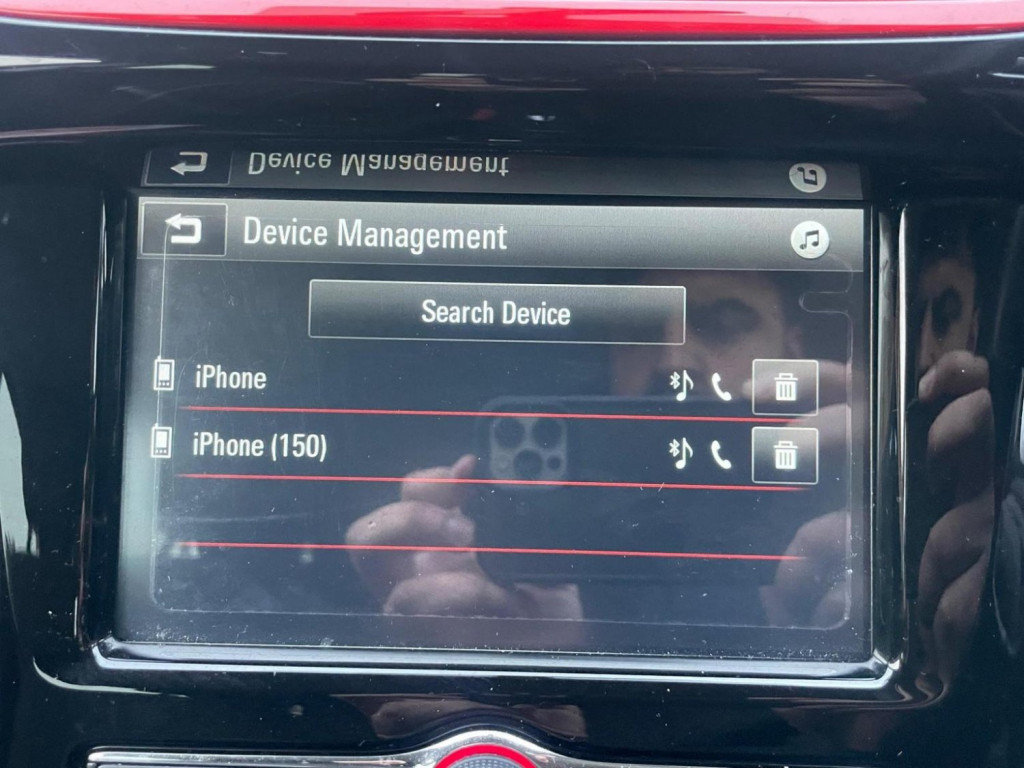 Device Management
Device Management
Search Device
iPhone
iPhone (150)